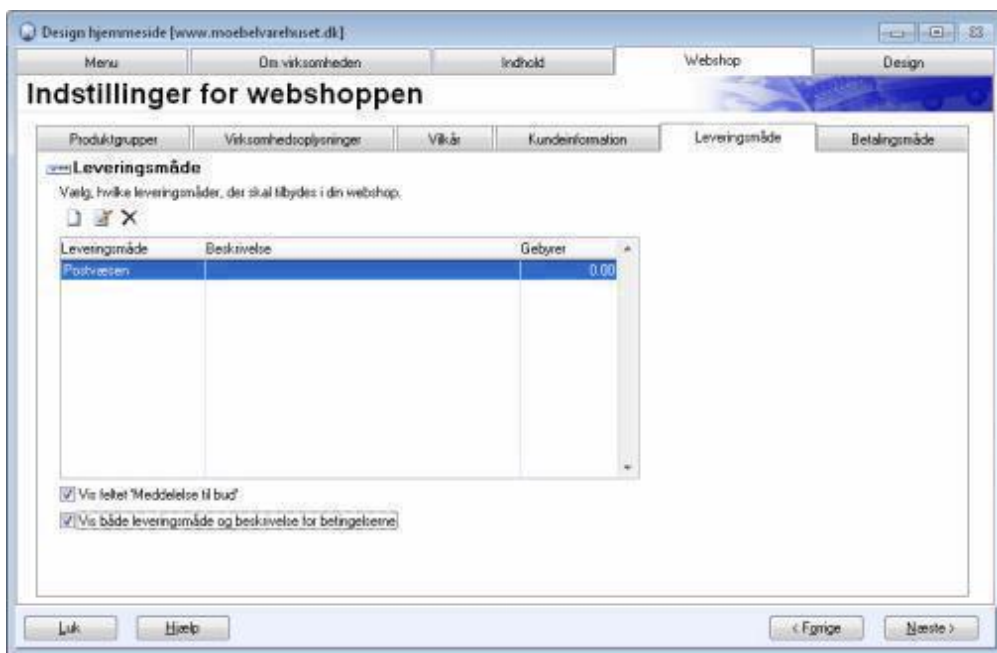 Design hjemmeside [www.moebelvarehuset.dk]
Menu Om virksomheden Indhold Webshop Design
Indstillinger for webshoppen
Produktgrupper Virksomhedsoplysninger Vilkår Kundeinformation Leveringsmåde Betalingsmåde
Leveringsmåde
Vælg, hvilke leveringsmåder, der skal tilbydes i din webshop.
Leveringsmåde Beskrivelse Gebyrer
Postvæsen 0.00
Vis feltet 'Meddelelse til bud'
Vis både leveringsmåde og beskrivelse for betingelserne
Luk Hjælp < Forrige Næste >